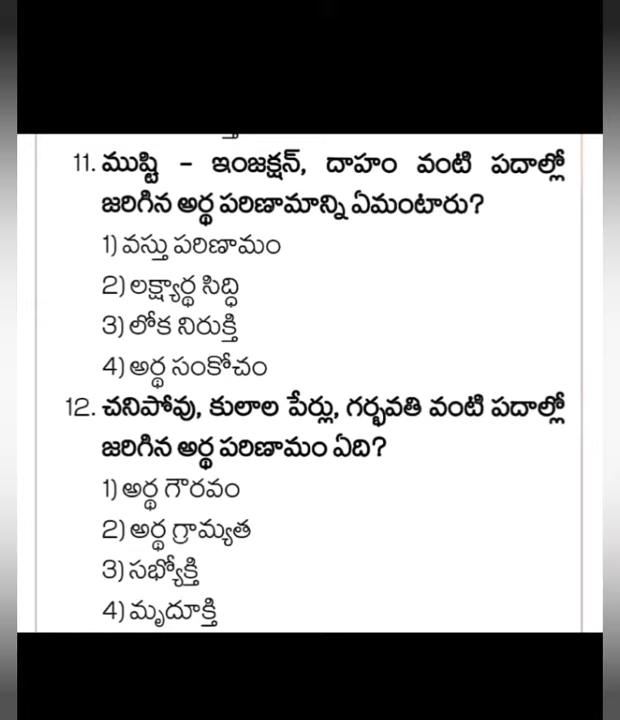 11. ముష్టి - ఇంజక్షన్, దాహం వంటి పదాల్లో
జరిగిన అర్థ పరిణామాన్ని ఏమంటారు?
1) వస్తు పరిణామం
2) లక్ష్యార్థ సిద్ధి
3) లోక నిరుక్తి
4) అర్థ సంకోచం
12. చనిపోవు, కులాల పేర్లు, గర్భవతి వంటి పదాల్లో
జరిగిన అర్థ పరిణామం ఏది?
1) అర్థ గౌరవం
2) అర్థ గ్రామ్యత
3) సభ్యోక్తి
4) మృదూక్తి